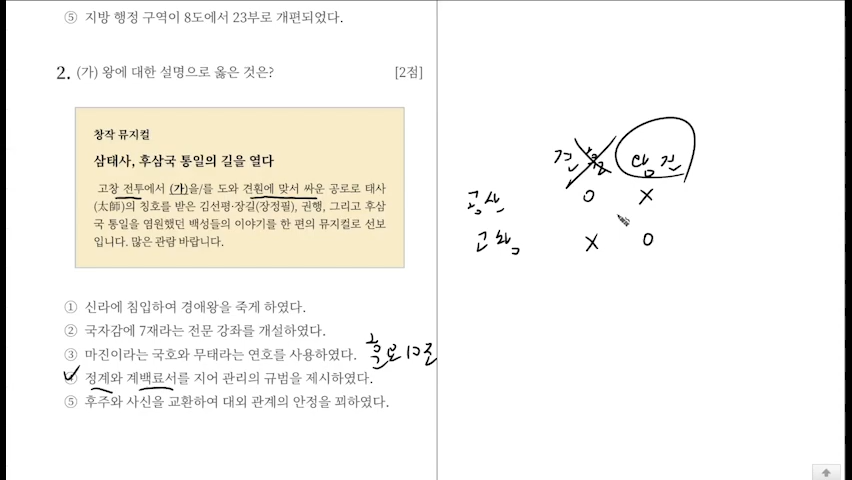 ⑤ 지방 행정 구역이 8도에서 23부로 개편되었다.
2. (가) 왕에 대한 설명으로 옳은 것은? [2점]
창작 뮤지컬
삼태사, 후삼국 통일의 길을 열다
고창 전투에서 (가)을/를 도와 견훤에 맞서 싸운 공로로 태사
(太師)의 칭호를 받은 김선평·장길(장정필), 권행, 그리고 후삼
국 통일을 염원했던 백성들의 이야기를 한 편의 뮤지컬로 선보
입니다. 많은 관람 바랍니다.
① 신라에 침입하여 경애왕을 죽게 하였다.
② 국자감에 7재라는 전문 강좌를 개설하였다.
③ 마진이라는 국호와 무태라는 연호를 사용하였다.
훈요 10조
정계와 계백료서를 지어 관리의 규범을 제시하였다.
⑤ 후주와 사신을 교환하여 대외 관계의 안정을 꾀하였다.
견훤 왕건
공산 O X
고창 X O